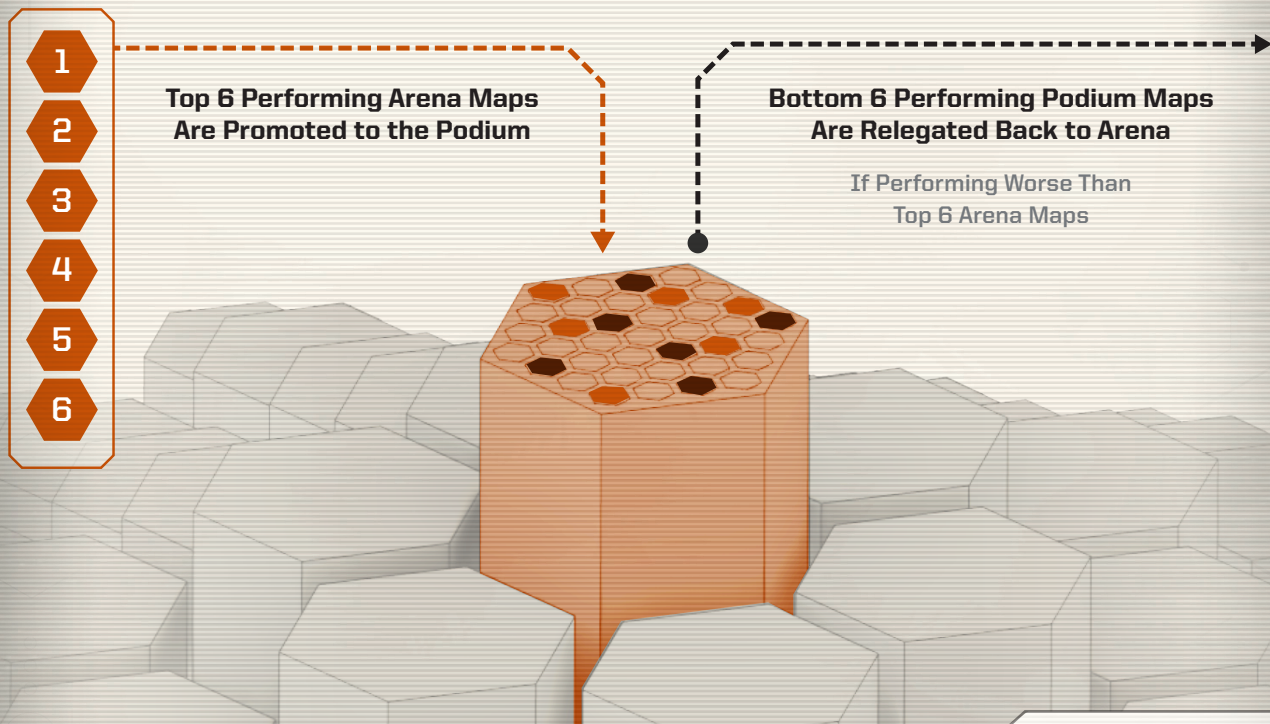 1
2
3
4
5
6
Top 6 Performing Arena Maps
Are Promoted to the Podium
Bottom 6 Performing Podium Maps
Are Relegated Back to Arena
If Performing Worse Than
Top 6 Arena Maps